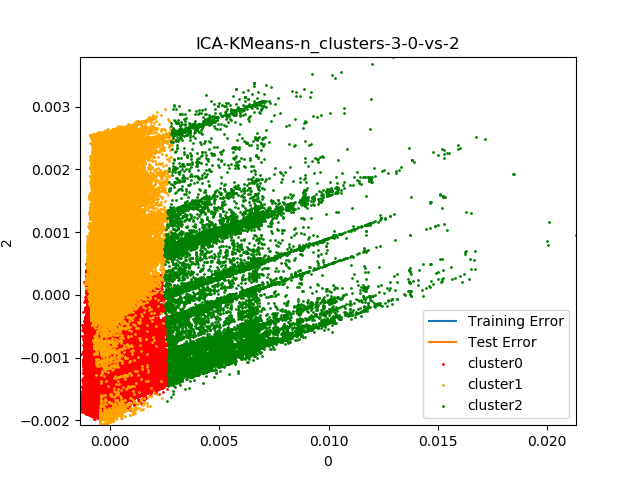 ICA-KMeans-n_clusters-3-0-vs-2
0.003
0.002
0.001
0.000
−0.001
−0.002
2
0.000
0.005
0.010
0.015
0.020
0
Training Error
Test Error
cluster0
cluster1
cluster2